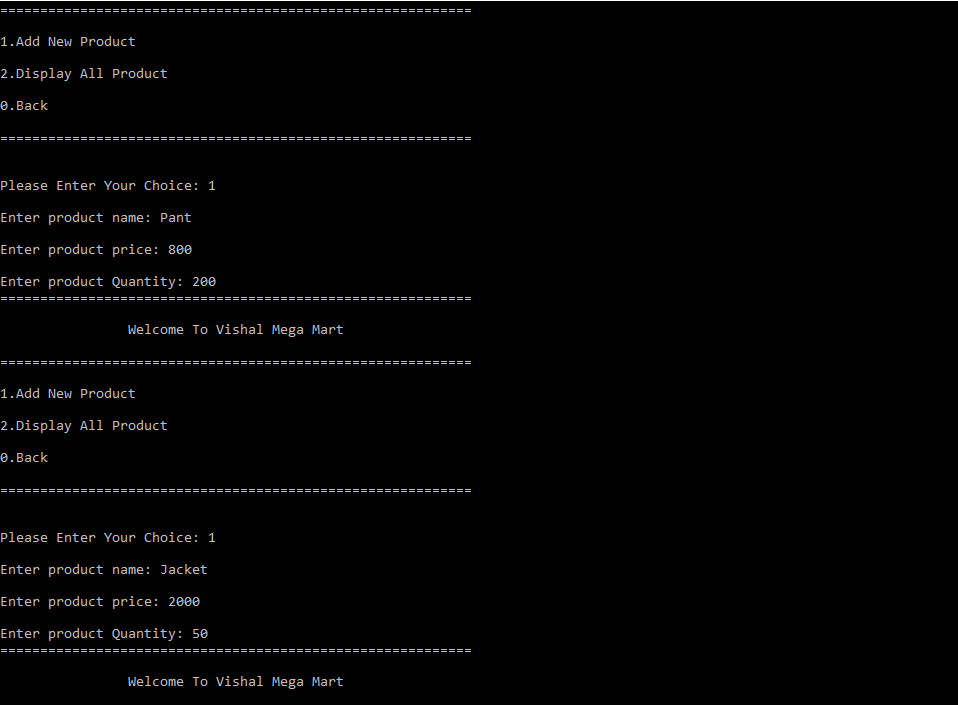 ===========================================================
1.Add New Product
2.Display All Product
0.Back
===========================================================
Please Enter Your Choice: 1
Enter product name: Pant
Enter product price: 800
Enter product Quantity: 200
===========================================================
Welcome To Vishal Mega Mart
===========================================================
1.Add New Product
2.Display All Product
0.Back
===========================================================
Please Enter Your Choice: 1
Enter product name: Jacket
Enter product price: 2000
Enter product Quantity: 50
===========================================================
Welcome To Vishal Mega Mart